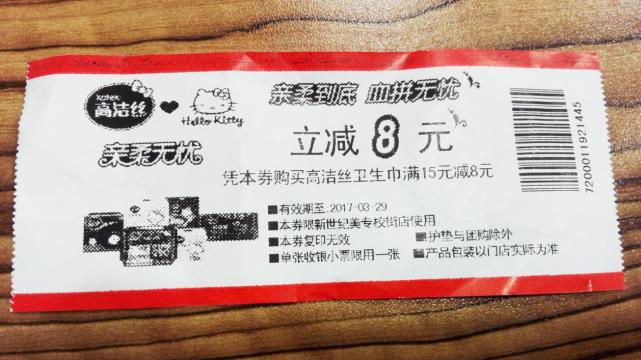 kotex
高洁丝
Hello Kitty
亲柔无忧
亲柔到底 血拼无忧
立减8元
凭本券购买高洁丝卫生巾满15元减8元
■有效期至:2017-03-29
■本券限新世纪美专校街店使用
■本券复印无效 ■护垫与团购除外
■单张收银小票限用一张 ■产品包装以门店实际为准
7200011921445